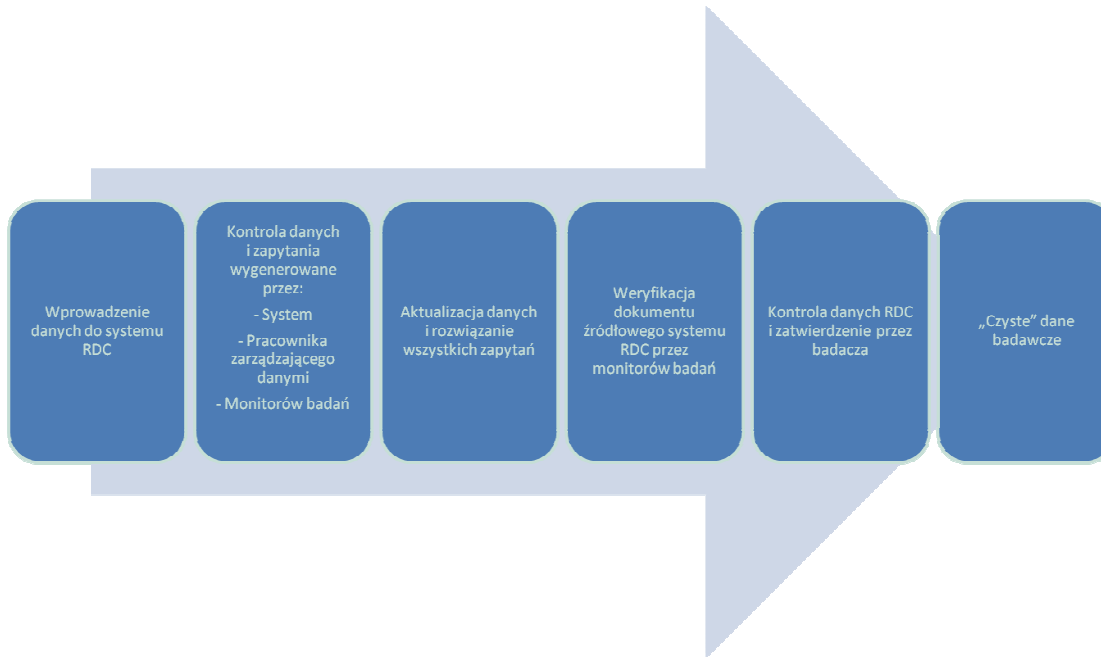 Wprowadzenie
danych do systemu
RDC
Kontrola danych
i zapytania
wygenerowane
przez:
- System
- Pracownika
zarządzającego
danymi
- Monitorów badań
Aktualizacja danych
i rozwiązanie
wszystkich zapytań
Weryfikacja
dokumentu
źródłowego systemu
RDC przez
monitorów badań
Kontrola danych RDC
i zatwierdzenie przez
badacza
„Czyste” dane
badawcze